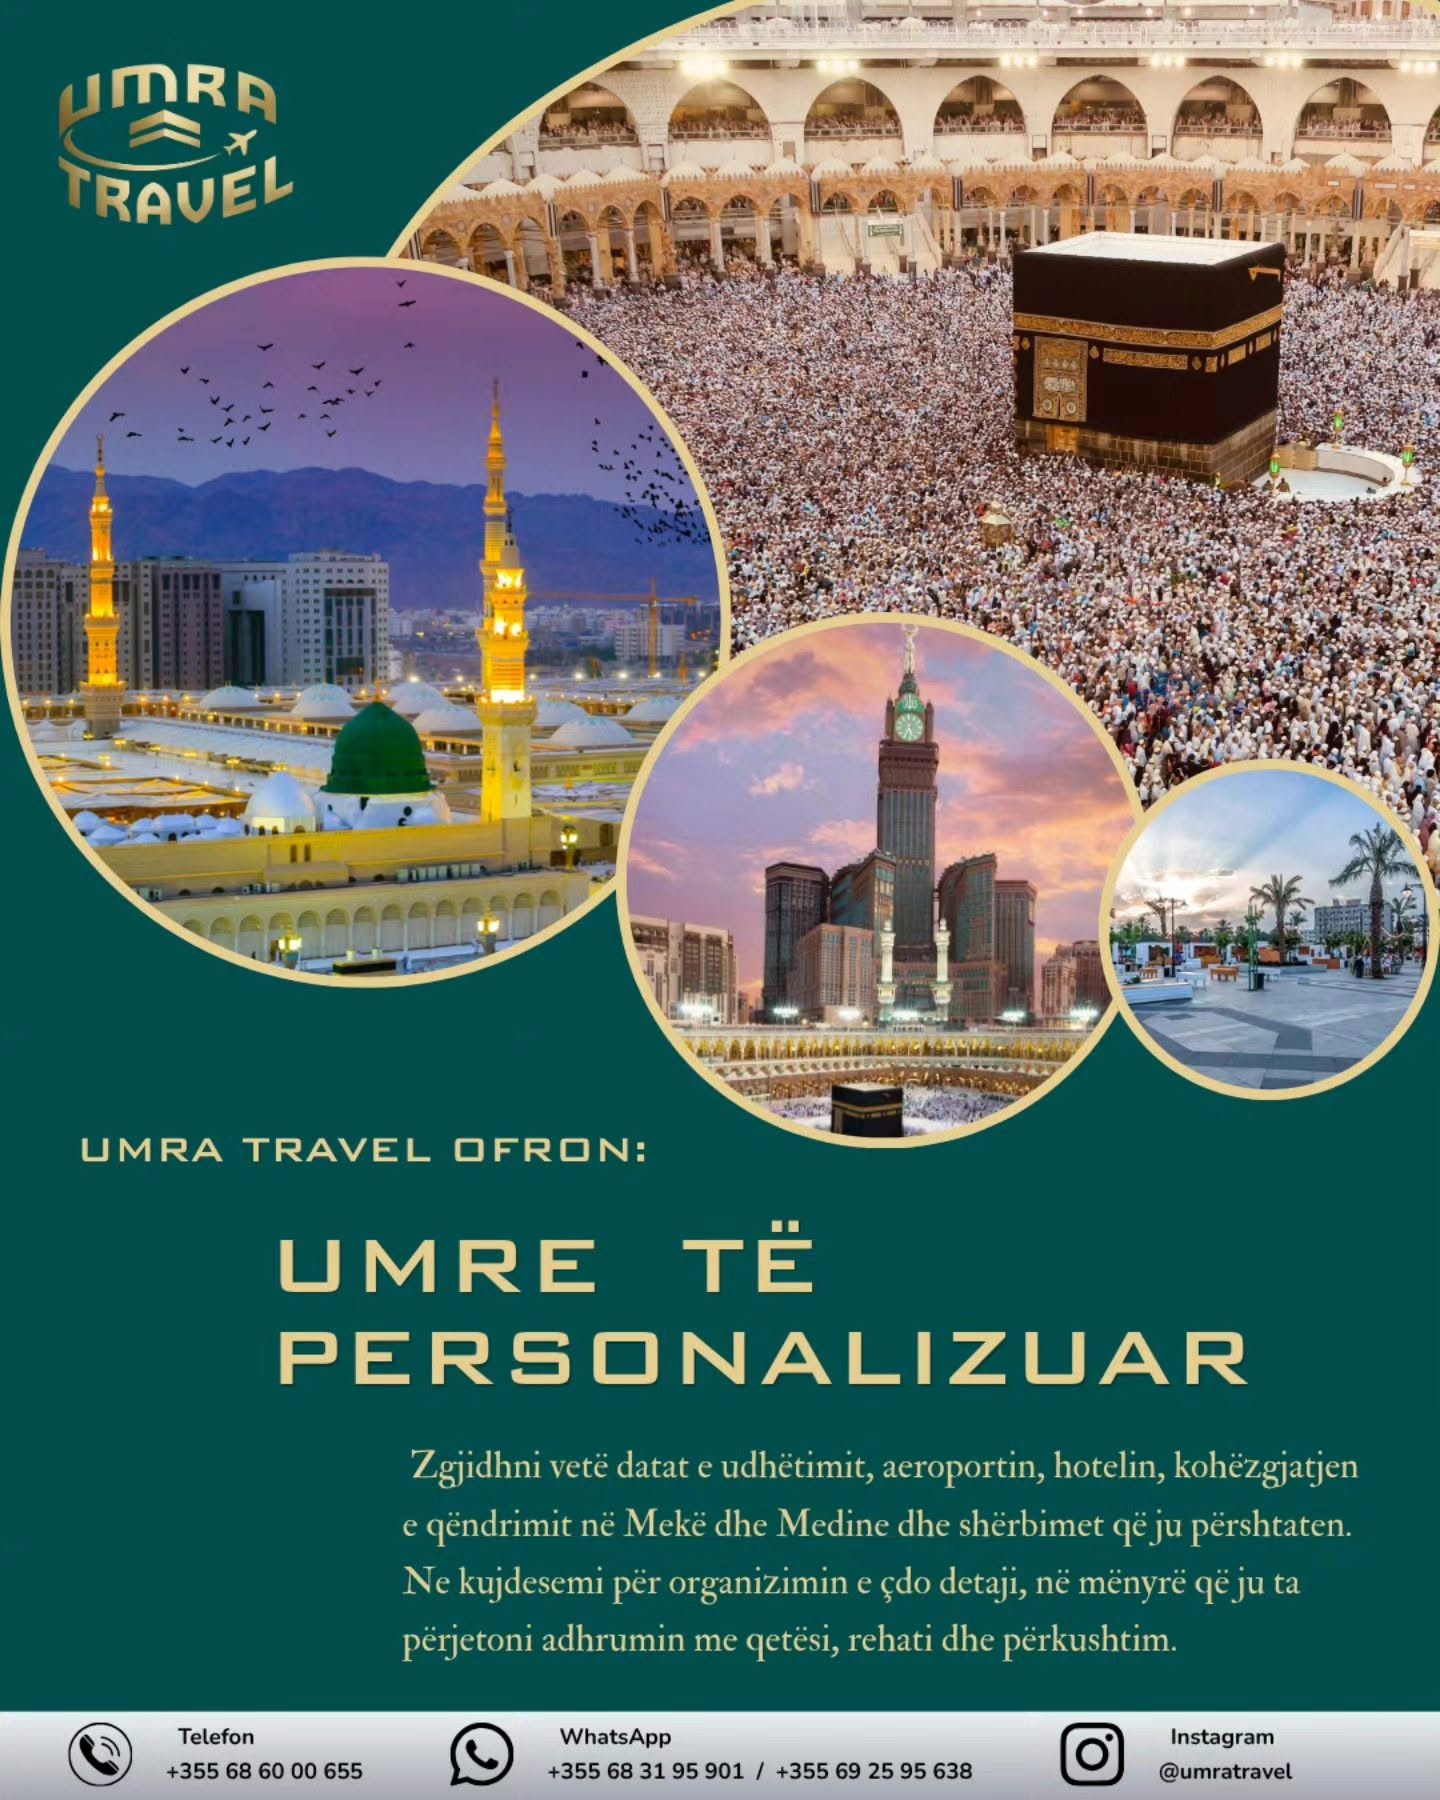 UMRA
TRAVEL
UMRA TRAVEL OFRON:
UMRE TË
PERSONALIZUAR
Zgjidhni vetë datat e udhëtimit, aeroportin, hotelin, kohëzgjatjen
e qëndrimit në Mekë dhe Medine dhe shërbimet që ju përshtaten.
Ne kujdesemi për organizimin e çdo detaji, në mënyrë që ju ta
përjetoni adhrumin me qetësi, rehati dhe përkushtim.
Telefon
+355 68 60 00 655
WhatsApp
+355 68 31 95 901 / +355 69 25 95 638
Instagram
@umratravel